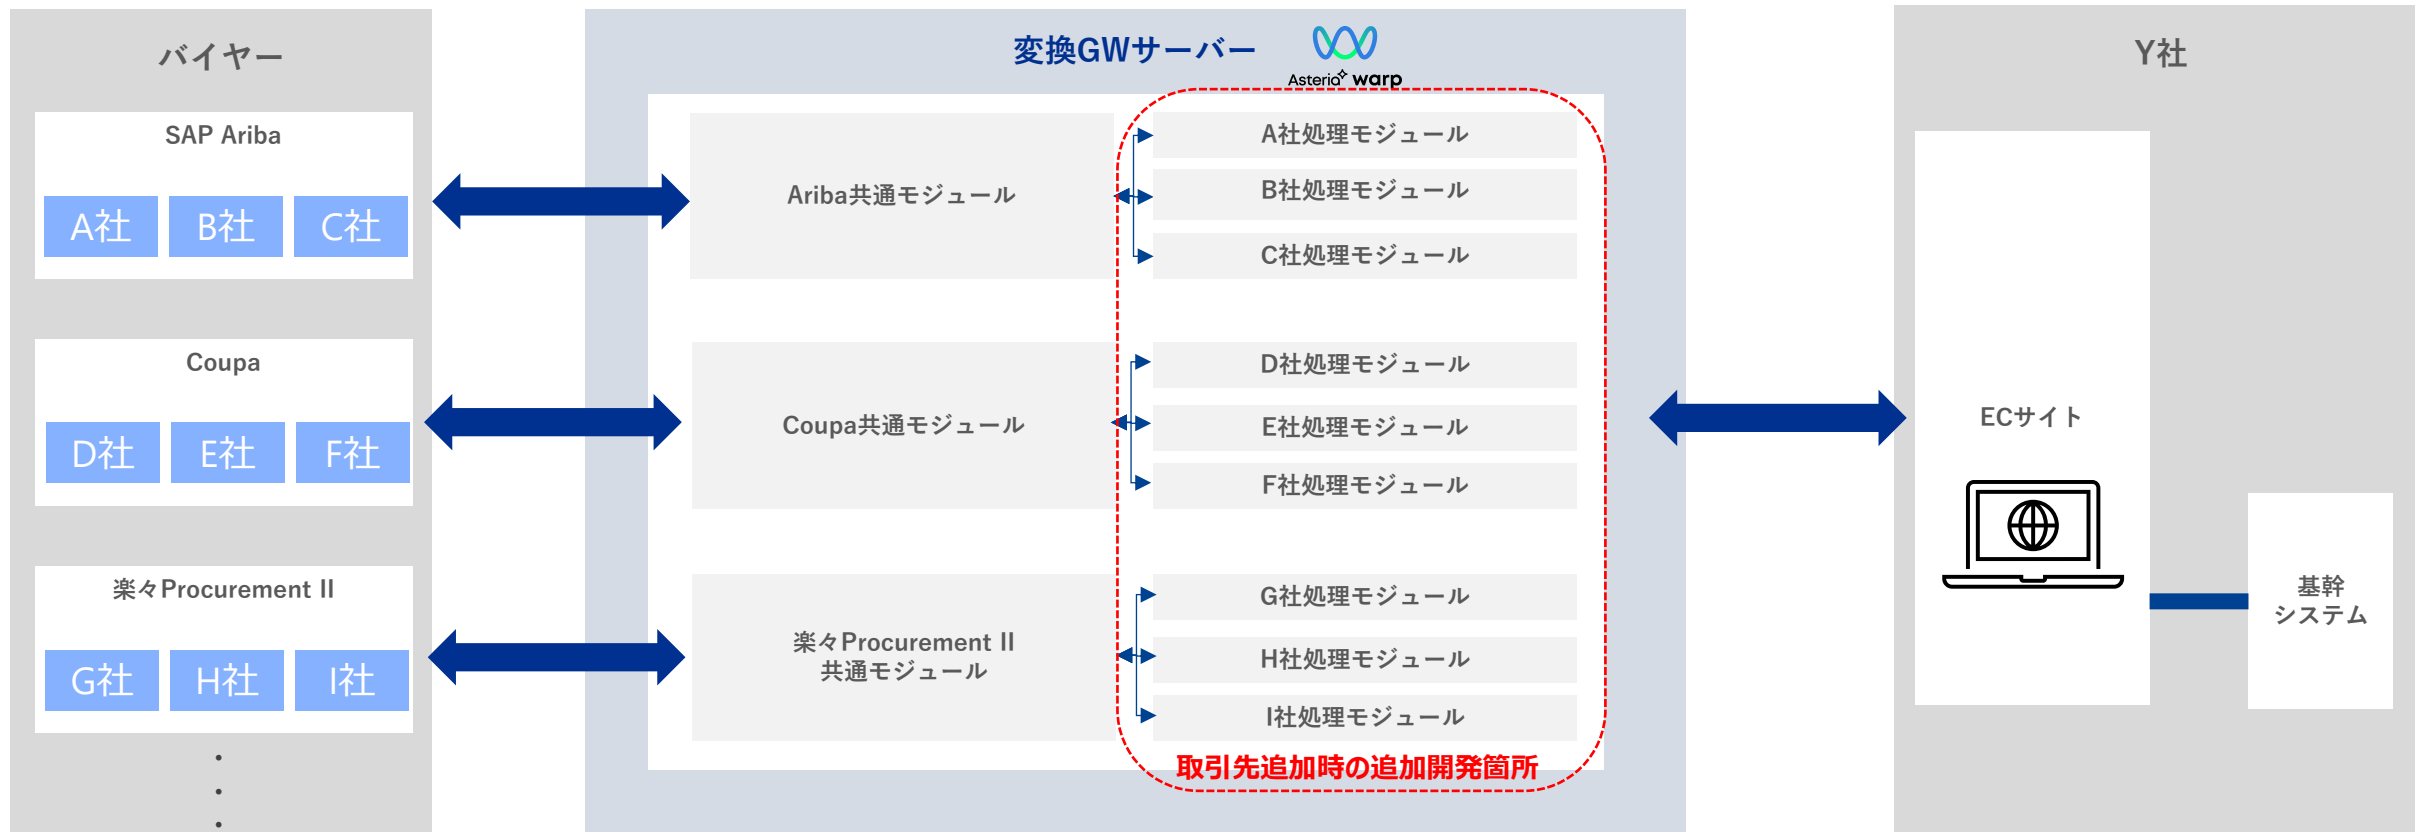 バイヤー
SAP Ariba
A社
B社
C社
Coupa
D社
E社
F社
楽々Procurement II
G社
H社
I社
・
・
・
変換GWサーバー
Asteria warp
Ariba共通モジュール
A社処理モジュール
B社処理モジュール
C社処理モジュール
Coupa共通モジュール
D社処理モジュール
E社処理モジュール
F社処理モジュール
楽々Procurement II
共通モジュール
G社処理モジュール
H社処理モジュール
I社処理モジュール
取引先追加時の追加開発箇所
Y社
ECサイト
基幹
システム